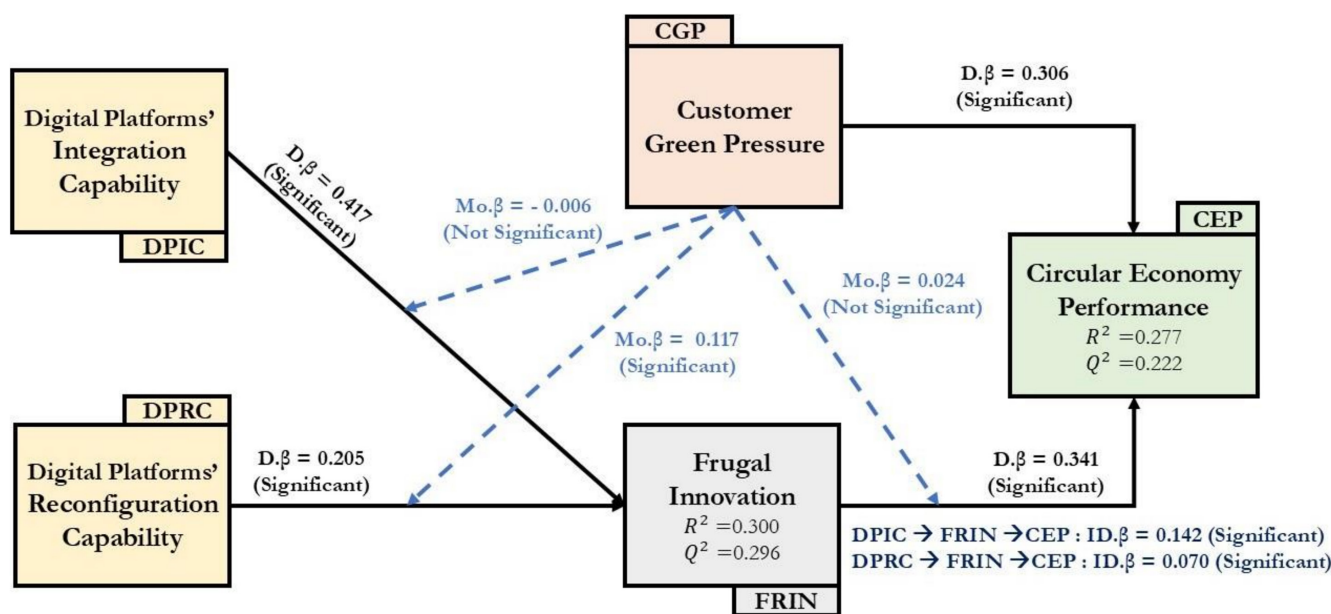 CGP
Customer
Green Pressure
D.β = 0.306
(Significant)
Digital Platforms'
Integration
Capability
DPIC
D.β = 0.417
(Significant)
Mo.β = - 0.006
(Not Significant)
Mo.β = 0.024
(Not Significant)
Mo.β = 0.117
(Significant)
CEP
Circular Economy
Performance
R² =0.277
Q² =0.222
DPRC
Digital Platforms'
Reconfiguration
Capability
D.β = 0.205
(Significant)
Frugal
Innovation
R² =0.300
Q² =0.296
FRIN
D.β = 0.341
(Significant)
DPIC → FRIN →CEP : ID.β = 0.142 (Significant)
DPRC → FRIN →CEP : ID.β = 0.070 (Significant)